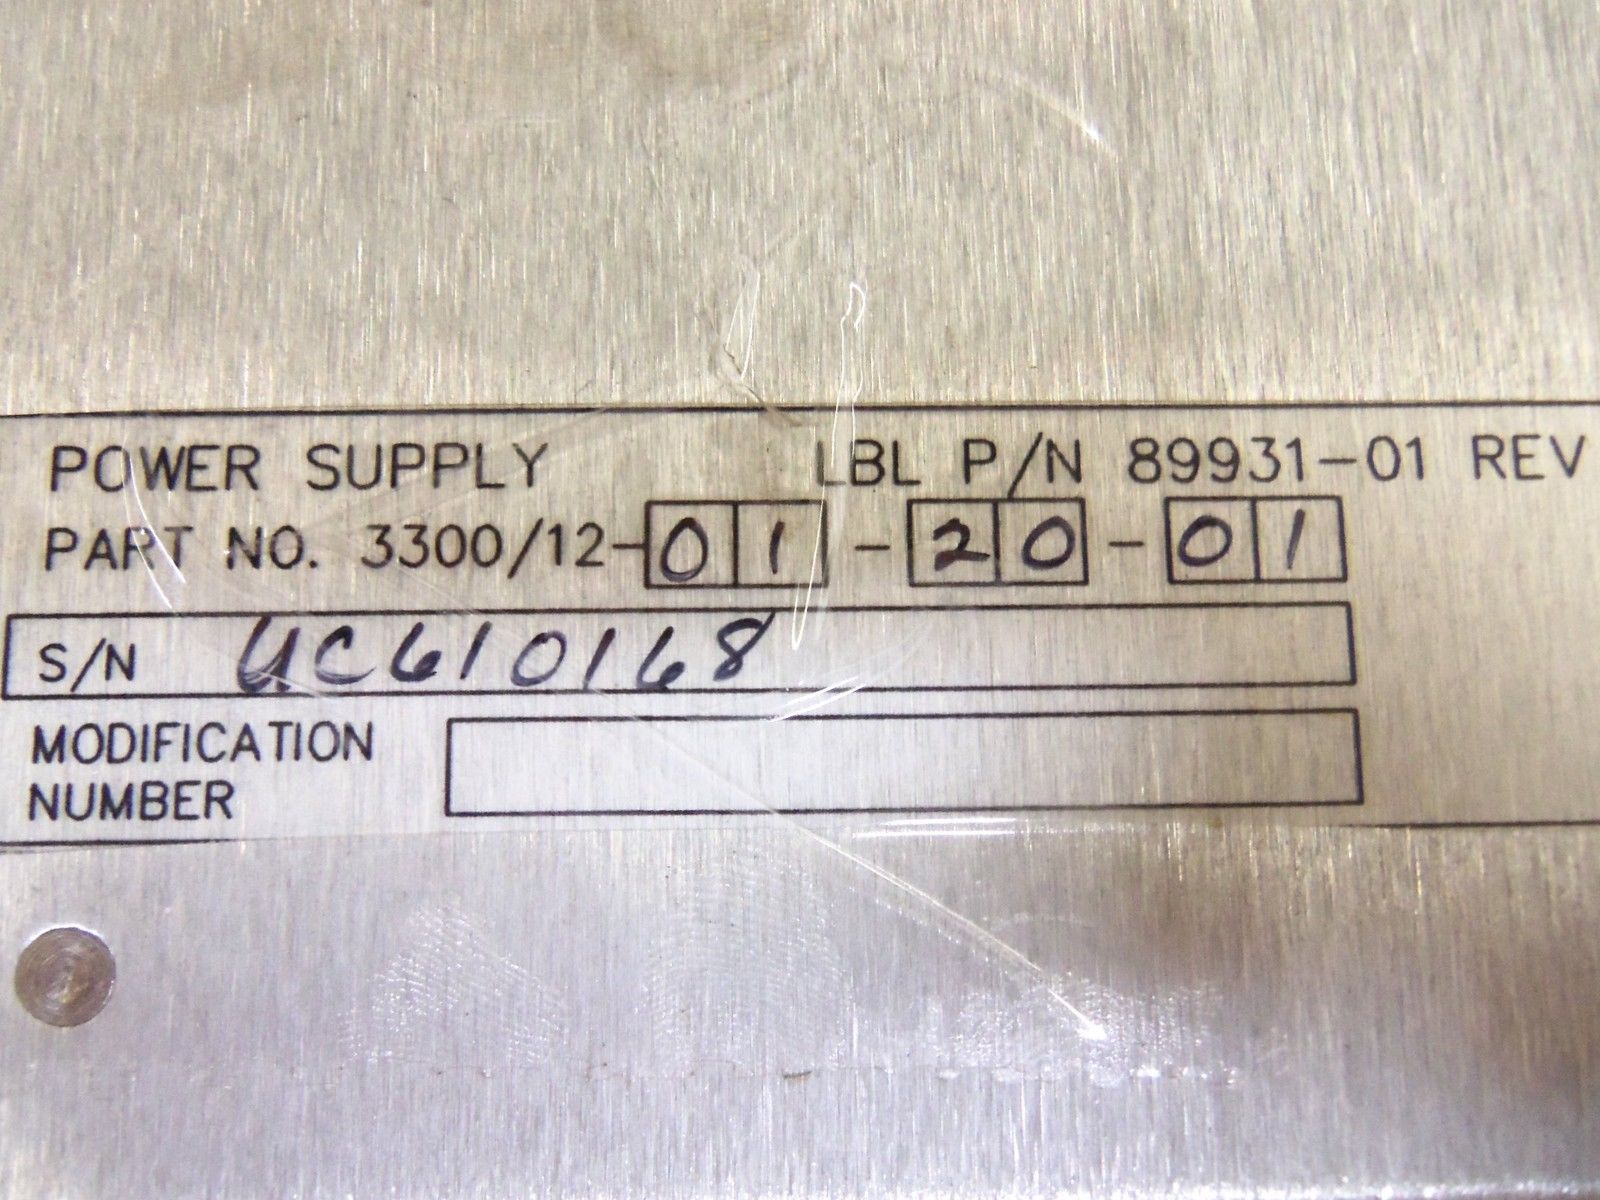 POWER SUPPLY LBL P/N 89931-01 REV
PART NO. 3300/12-01-20-01
S/N UC610168
MODIFICATION
NUMBER